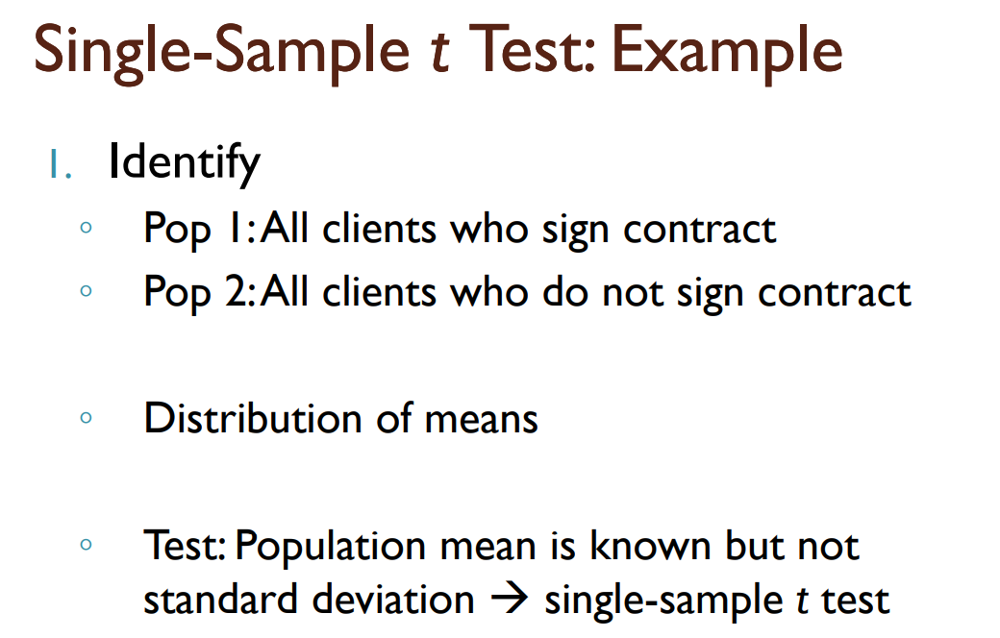 Single-Sample t Test: Example
1. Identify
◦ Pop 1: All clients who sign contract
◦ Pop 2: All clients who do not sign contract
◦ Distribution of means
◦ Test: Population mean is known but not
standard deviation → single-sample t test